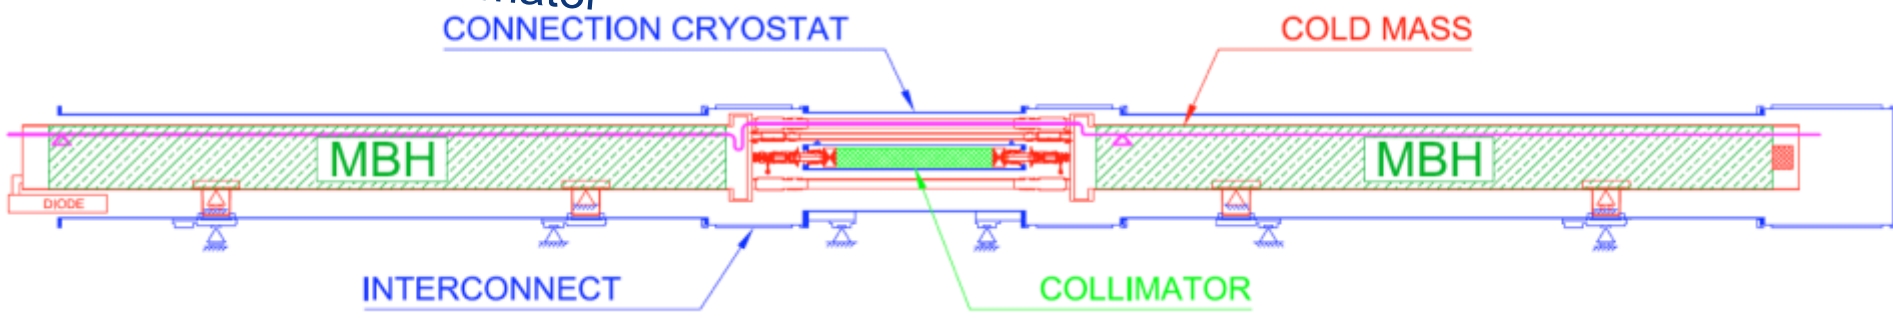 CONNECTION CRYOSTAT
COLD MASS
MBH
MBH
DIODE
INTERCONNECT
COLLIMATOR